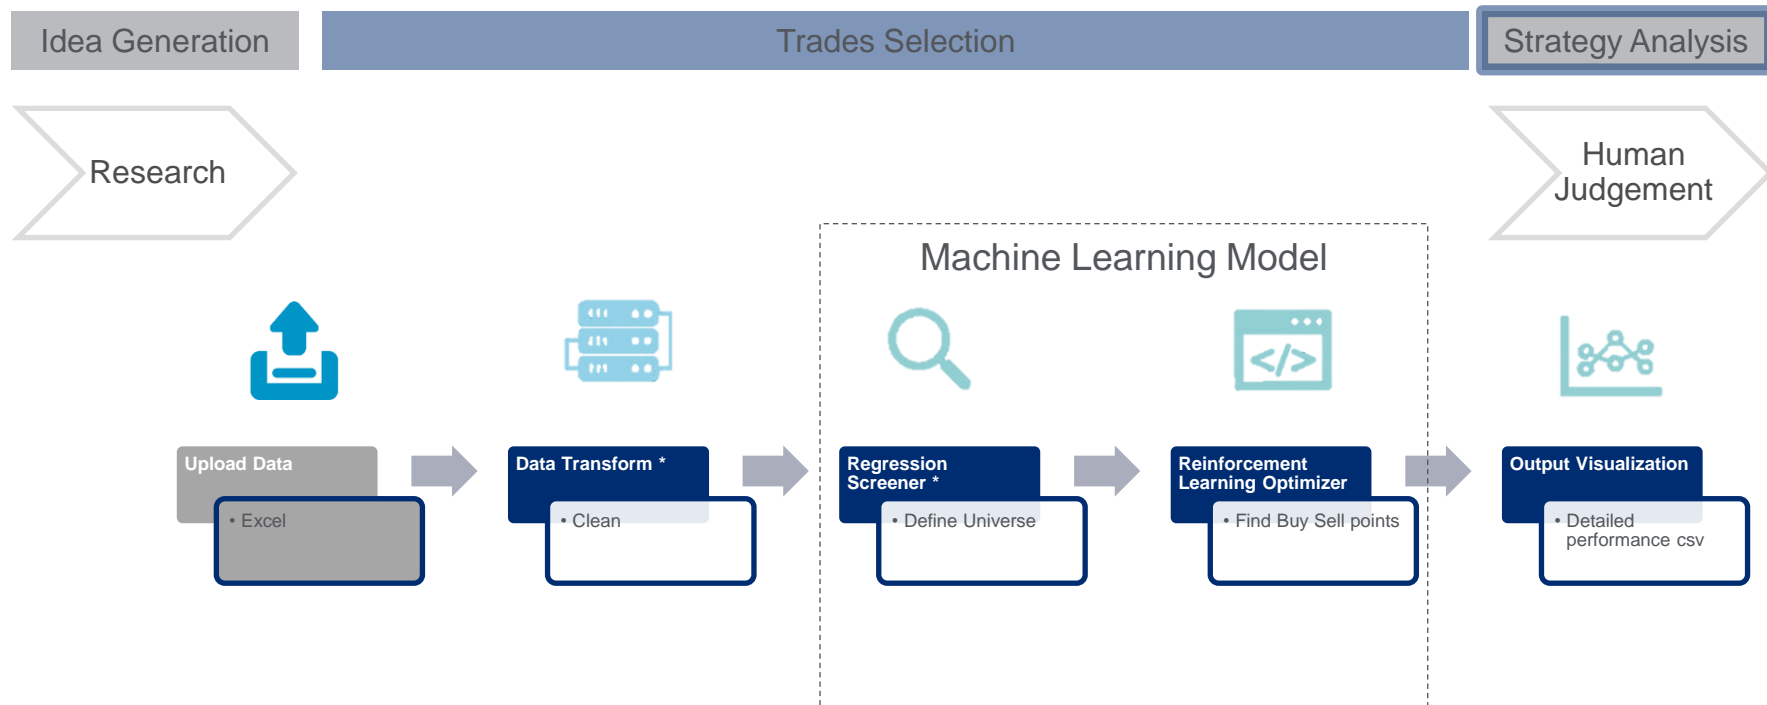 Idea Generation
Trades Selection
Strategy Analysis
Research
Human
Judgement
Machine Learning Model
</>
Upload Data
• Excel
Data Transform *
• Clean
Regression
Screener *
• Define Universe
Reinforcement
Learning Optimizer
• Find Buy Sell points
Output Visualization
• Detailed
performance csv